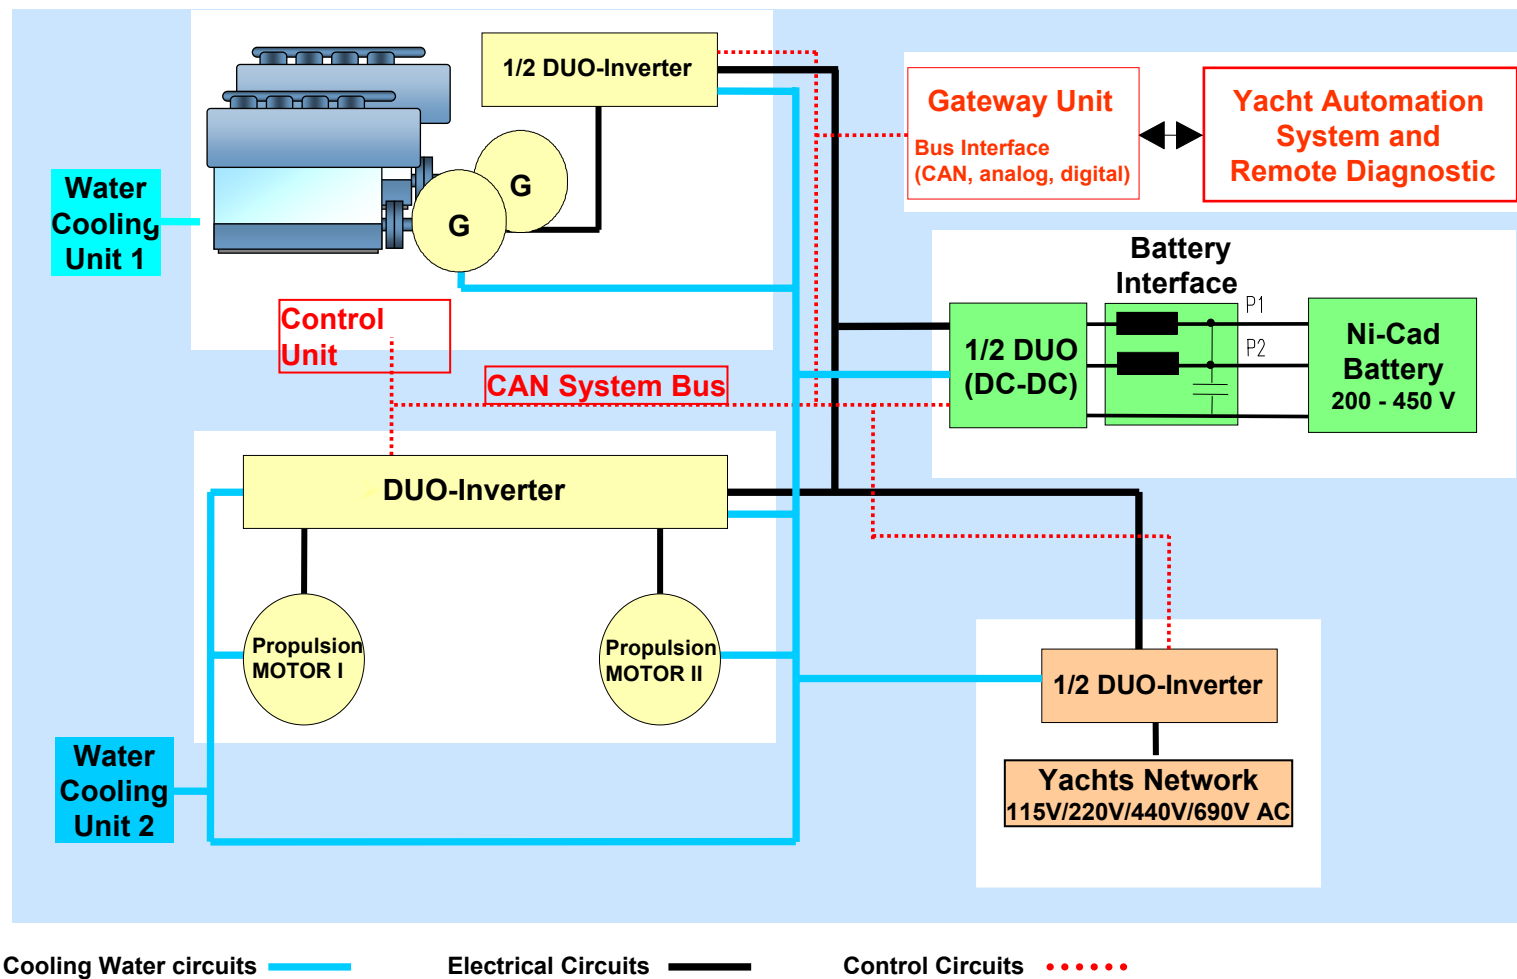 1/2 DUO-Inverter
Gateway Unit
Bus Interface
(CAN, analog, digital)
Yacht Automation
System and
Remote Diagnostic
Water
Cooling
Unit 1
G
G
Battery
Interface
P1
P2
1/2 DUO
(DC-DC)
Ni-Cad
Battery
200 - 450 V
Control
Unit
CAN System Bus
DUO-Inverter
Propulsion
MOTOR I
Propulsion
MOTOR II
1/2 DUO-Inverter
Water
Cooling
Unit 2
Yachts Network
115V/220V/440V/690V AC
Cooling Water circuits
Electrical Circuits
Control Circuits